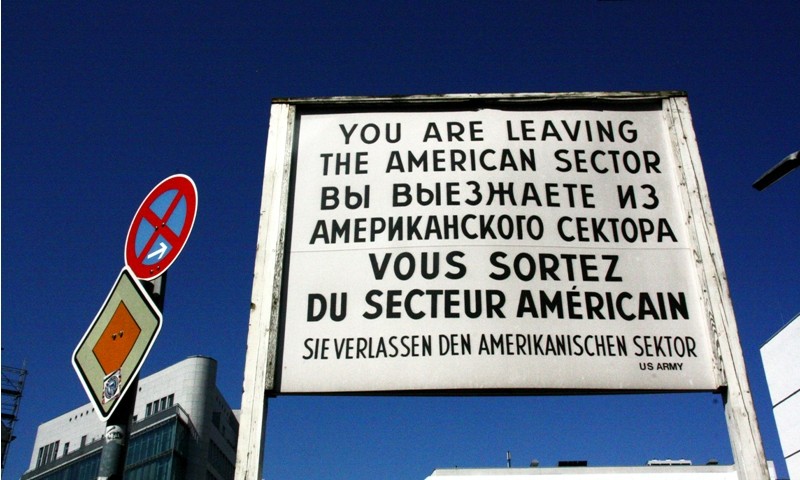 YOU ARE LEAVING
THE AMERICAN SECTOR
ВЫ ВЫЕЗЖАЕТЕ ИЗ
АМЕРИКАНСКОГО СЕКТОРА
VOUS SORTEZ
DU SECTEUR AMÉRICAIN
SIE VERLASSEN DEN AMERIKANISCHEN SEKTOR
US ARMY